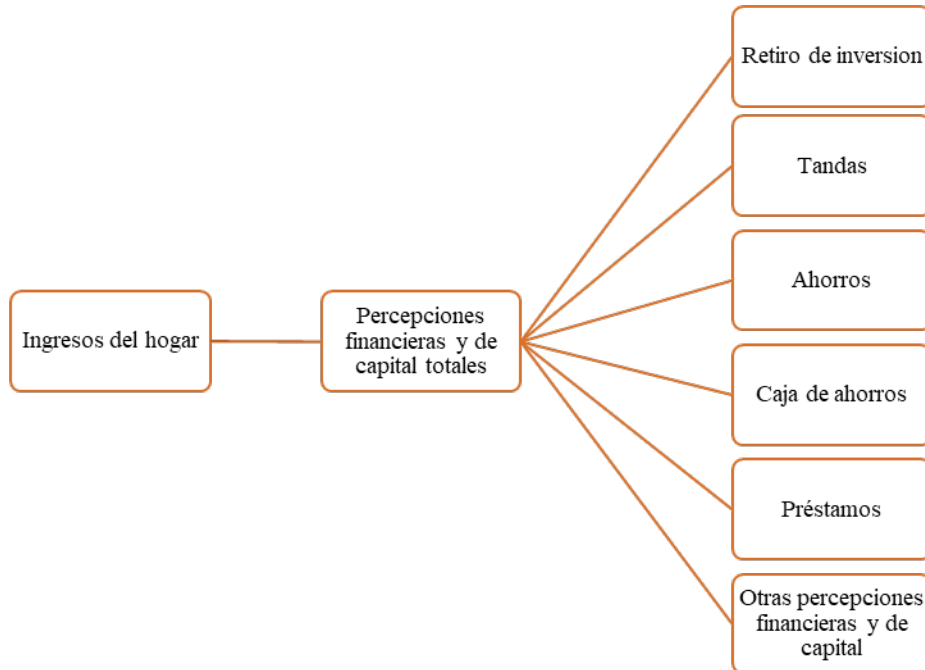 Ingresos del hogar
Percepciones
financieras y de
capital totales
Retiro de inversion
Tandas
Ahorros
Caja de ahorros
Préstamos
Otras percepciones
financieras y de
capital